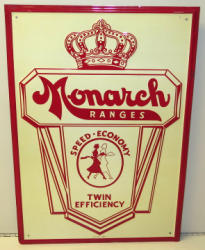 Monarch
RANGES
SPEED - ECONOMY
TWIN
EFFICIENCY